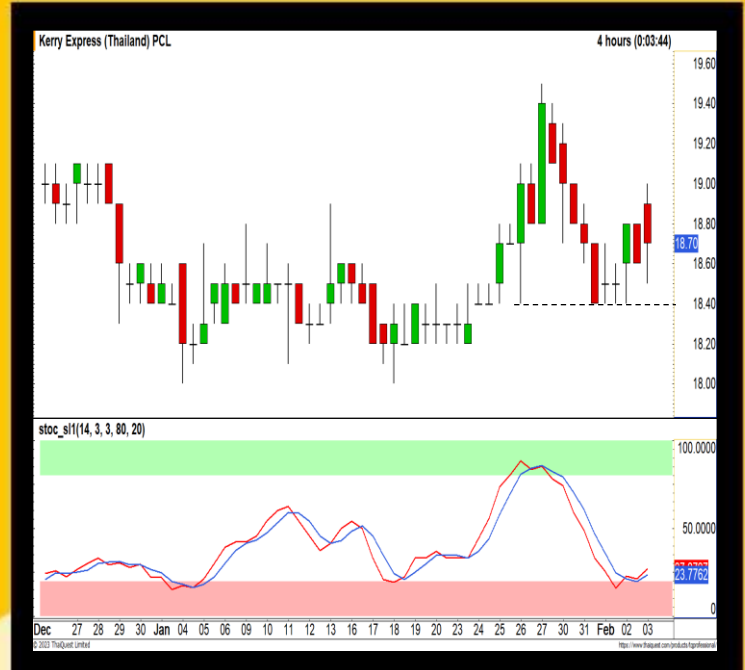 Kerry Express (Thailand) PCL
4 hours (0:03:44)
19.60
19.40
19.20
19.00
18.80
18.70
18.60
18.40
18.20
18.00
stoc_sl1(14, 3, 3, 80, 20)
100.0000
50.0000
23.7762
0
Dec 27 28 29 30 Jan 04 05 06 09 10 11 12 13 16 17 18 19 20 23 24 25 26 27 30 31 Feb 02 03
© 2023 ThaiQuest Limited